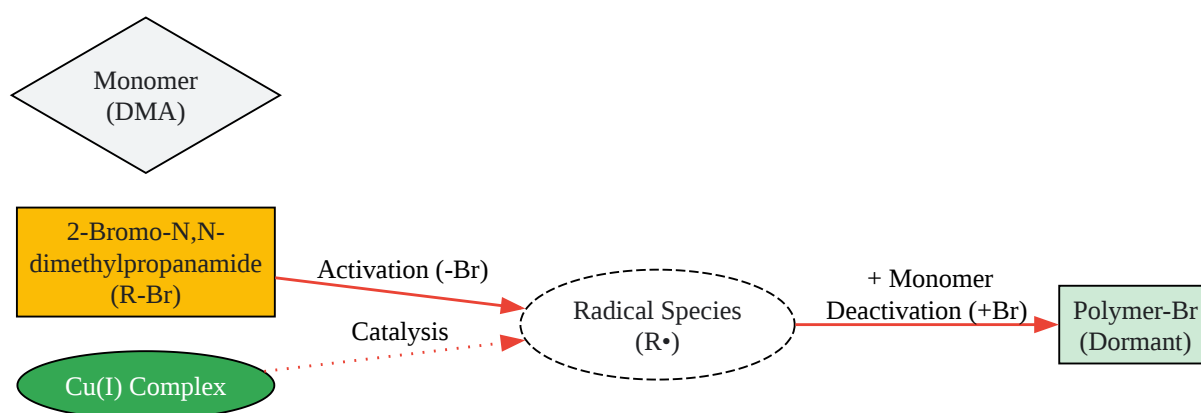 Monomer
(DMA)
2-Bromo-N,N-
dimethylpropanamide
(R-Br)
Activation (-Br)
Catalysis
Cu(I) Complex
Radical Species
(R•)
+ Monomer
Deactivation (+Br)
Polymer-Br
(Dormant)